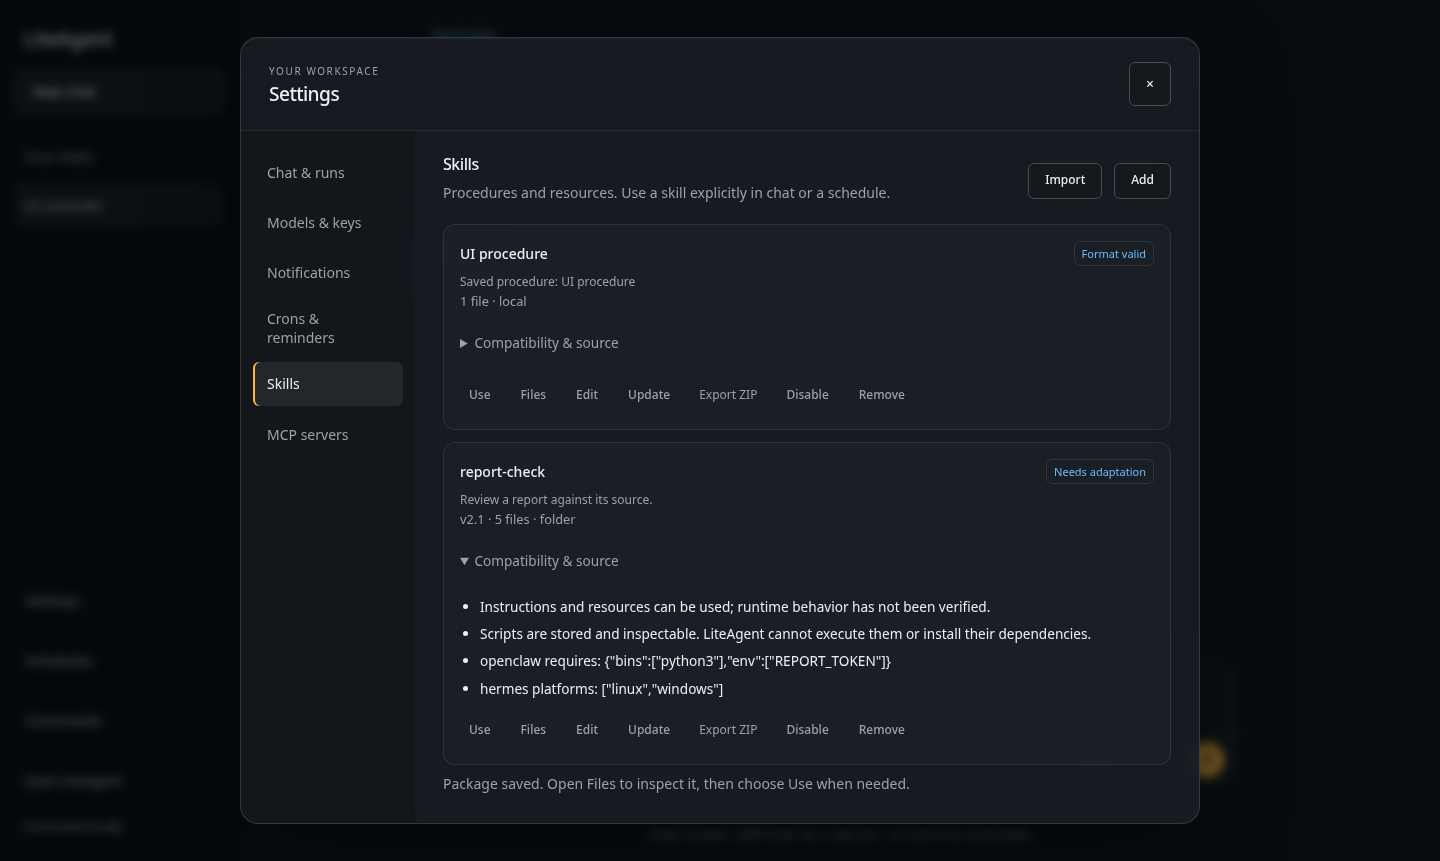 LiteAgent
New chat
YOUR WORKSPACE
Settings
×
Chat & runs
Models & keys
Notifications
Crons &
reminders
Skills
MCP servers
Skills
Procedures and resources. Use a skill explicitly in chat or a schedule.
Import
Add
UI procedure
Format valid
Saved procedure: UI procedure
1 file · local
▶ Compatibility & source
Use Files Edit Update Export ZIP Disable Remove
report-check
Needs adaptation
Review a report against its source.
v2.1 · 5 files · folder
▼ Compatibility & source
• Instructions and resources can be used; runtime behavior has not been verified.
• Scripts are stored and inspectable. LiteAgent cannot execute them or install their dependencies.
• openclaw requires: {"bins":["python3"],"env":["REPORT_TOKEN"]}
• hermes platforms: ["linux","windows"]
Use Files Edit Update Export ZIP Disable Remove
Package saved. Open Files to inspect it, then choose Use when needed.
Settings